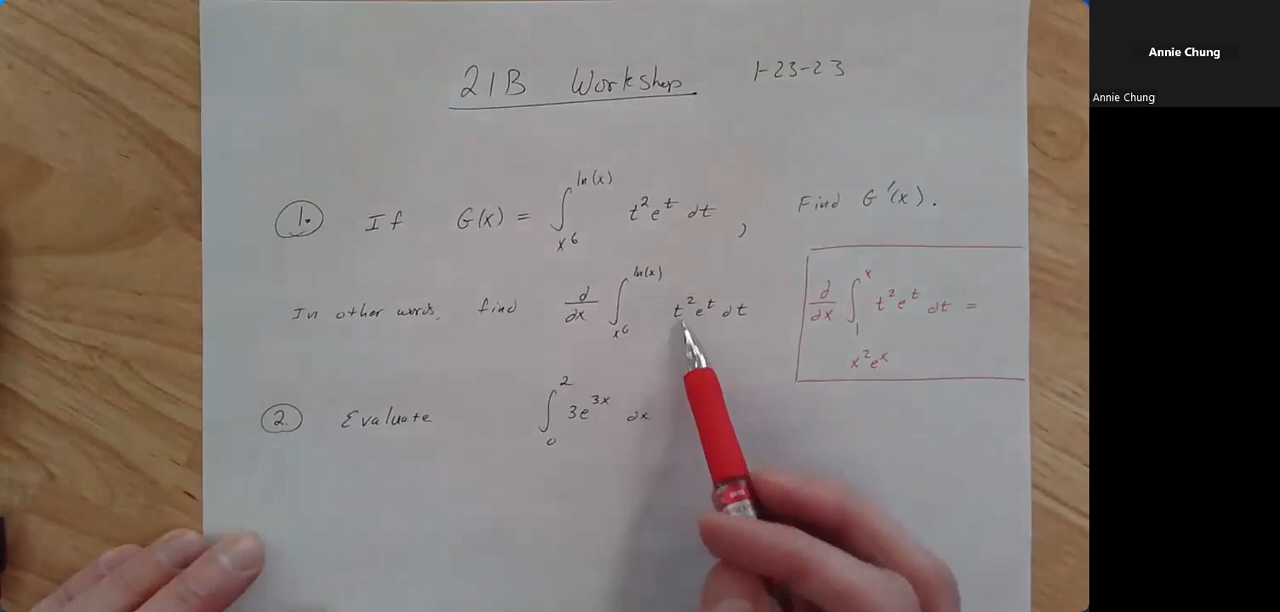 21B Workshop 1-23-23
1. If G(x) = ∫_{x^6}^{ln(x)} t^2 e^t dt , Find G'(x).
In other words, find d/dx ∫_{x^6}^{ln(x)} t^2 e^t dt
d/dx ∫_1^x t^2 e^t dt =
x^2 e^x
2. Evaluate ∫_0^2 3e^{3x} dx
Annie Chung
Annie Chung